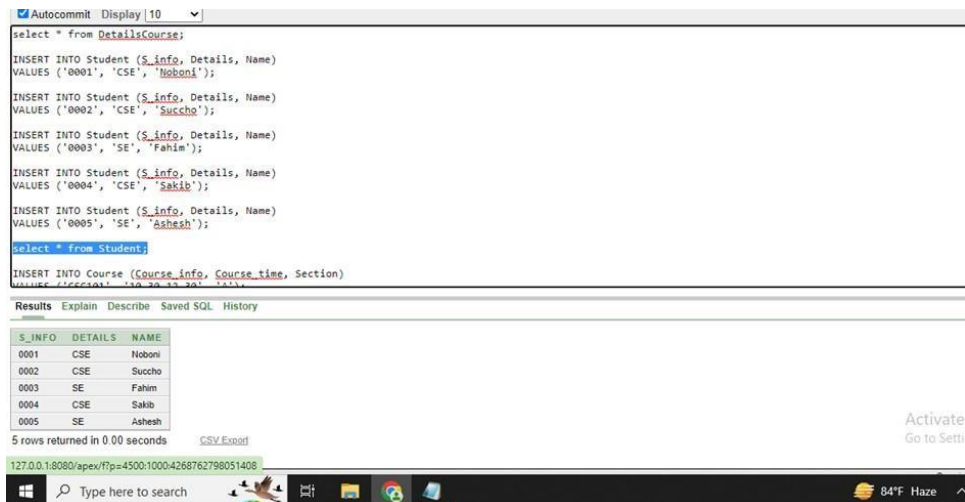 Autocommit Display 10
select * from DetailsCourse;
INSERT INTO Student (S_info, Details, Name)
VALUES ('0001', 'CSE', 'Noboni');
INSERT INTO Student (S_info, Details, Name)
VALUES ('0002', 'CSE', 'Succho');
INSERT INTO Student (S_info, Details, Name)
VALUES ('0003', 'SE', 'Fahim');
INSERT INTO Student (S_info, Details, Name)
VALUES ('0004', 'CSE', 'Sakib');
INSERT INTO Student (S_info, Details, Name)
VALUES ('0005', 'SE', 'Ashesh');
select * from Student;
INSERT INTO Course (Course_info, Course_time, Section)
VALUES ('CSC101', '10.30-12.30', 'A');
Results Explain Describe Saved SQL History
S_INFO DETAILS NAME
0001 CSE Noboni
0002 CSE Succho
0003 SE Fahim
0004 CSE Sakib
0005 SE Ashesh
5 rows returned in 0.00 seconds CSV Export
Activate
Go to Setti
127.0.0.1:8080/apex/f?p=4500:1000:4268762798051408
Type here to search 84°F Haze